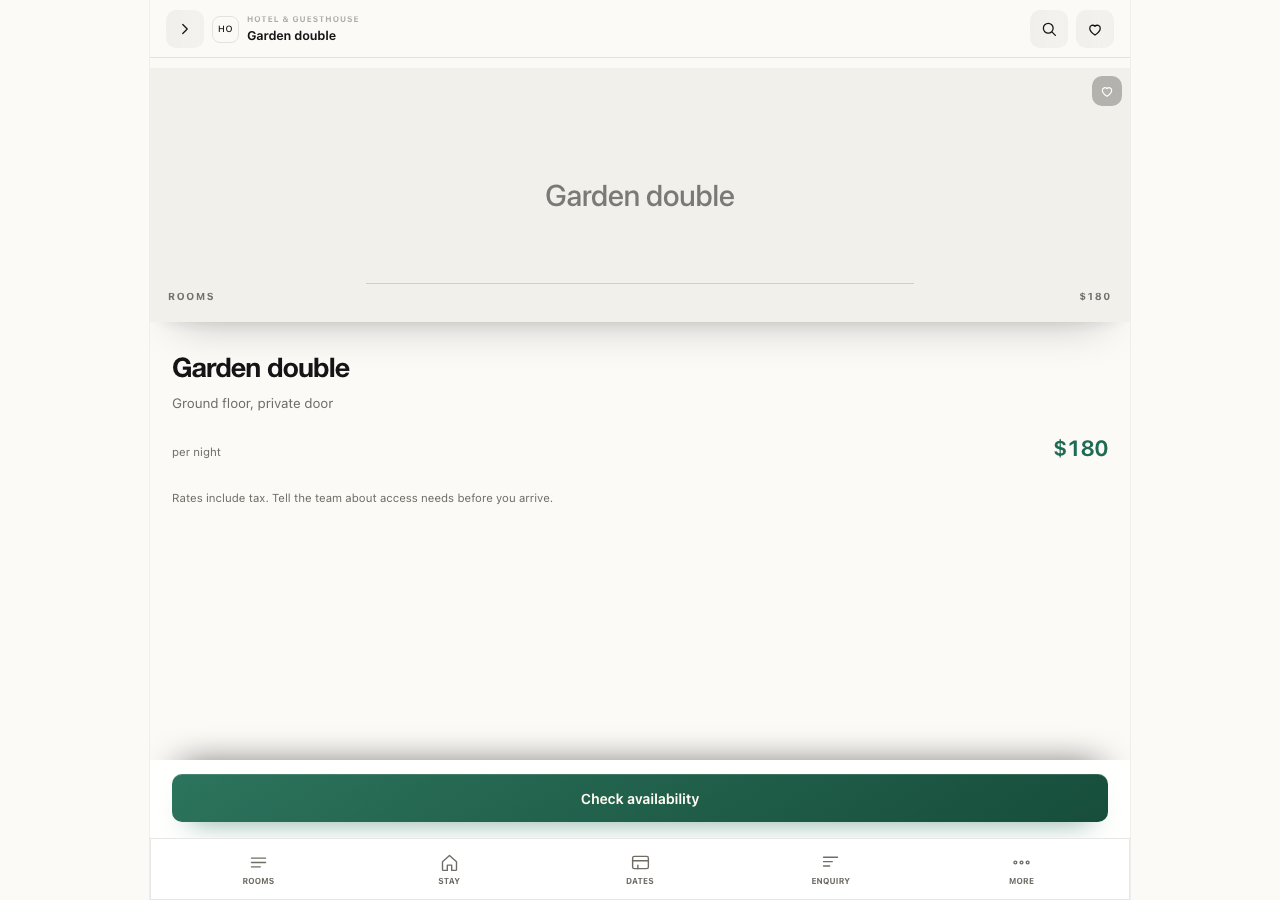 HO
HOTEL & GUESTHOUSE
Garden double
Garden double
ROOMS
$180
Garden double
Ground floor, private door
per night
$180
Rates include tax. Tell the team about access needs before you arrive.
Check availability
ROOMS
STAY
DATES
ENQUIRY
MORE